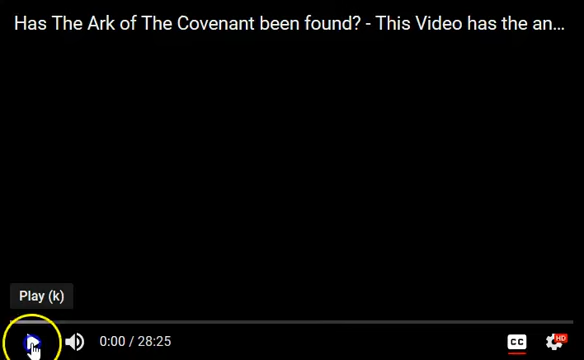 Has The Ark of The Covenant been found? - This Video has the an...
Play (k)
0:00 / 28:25
CC
HD